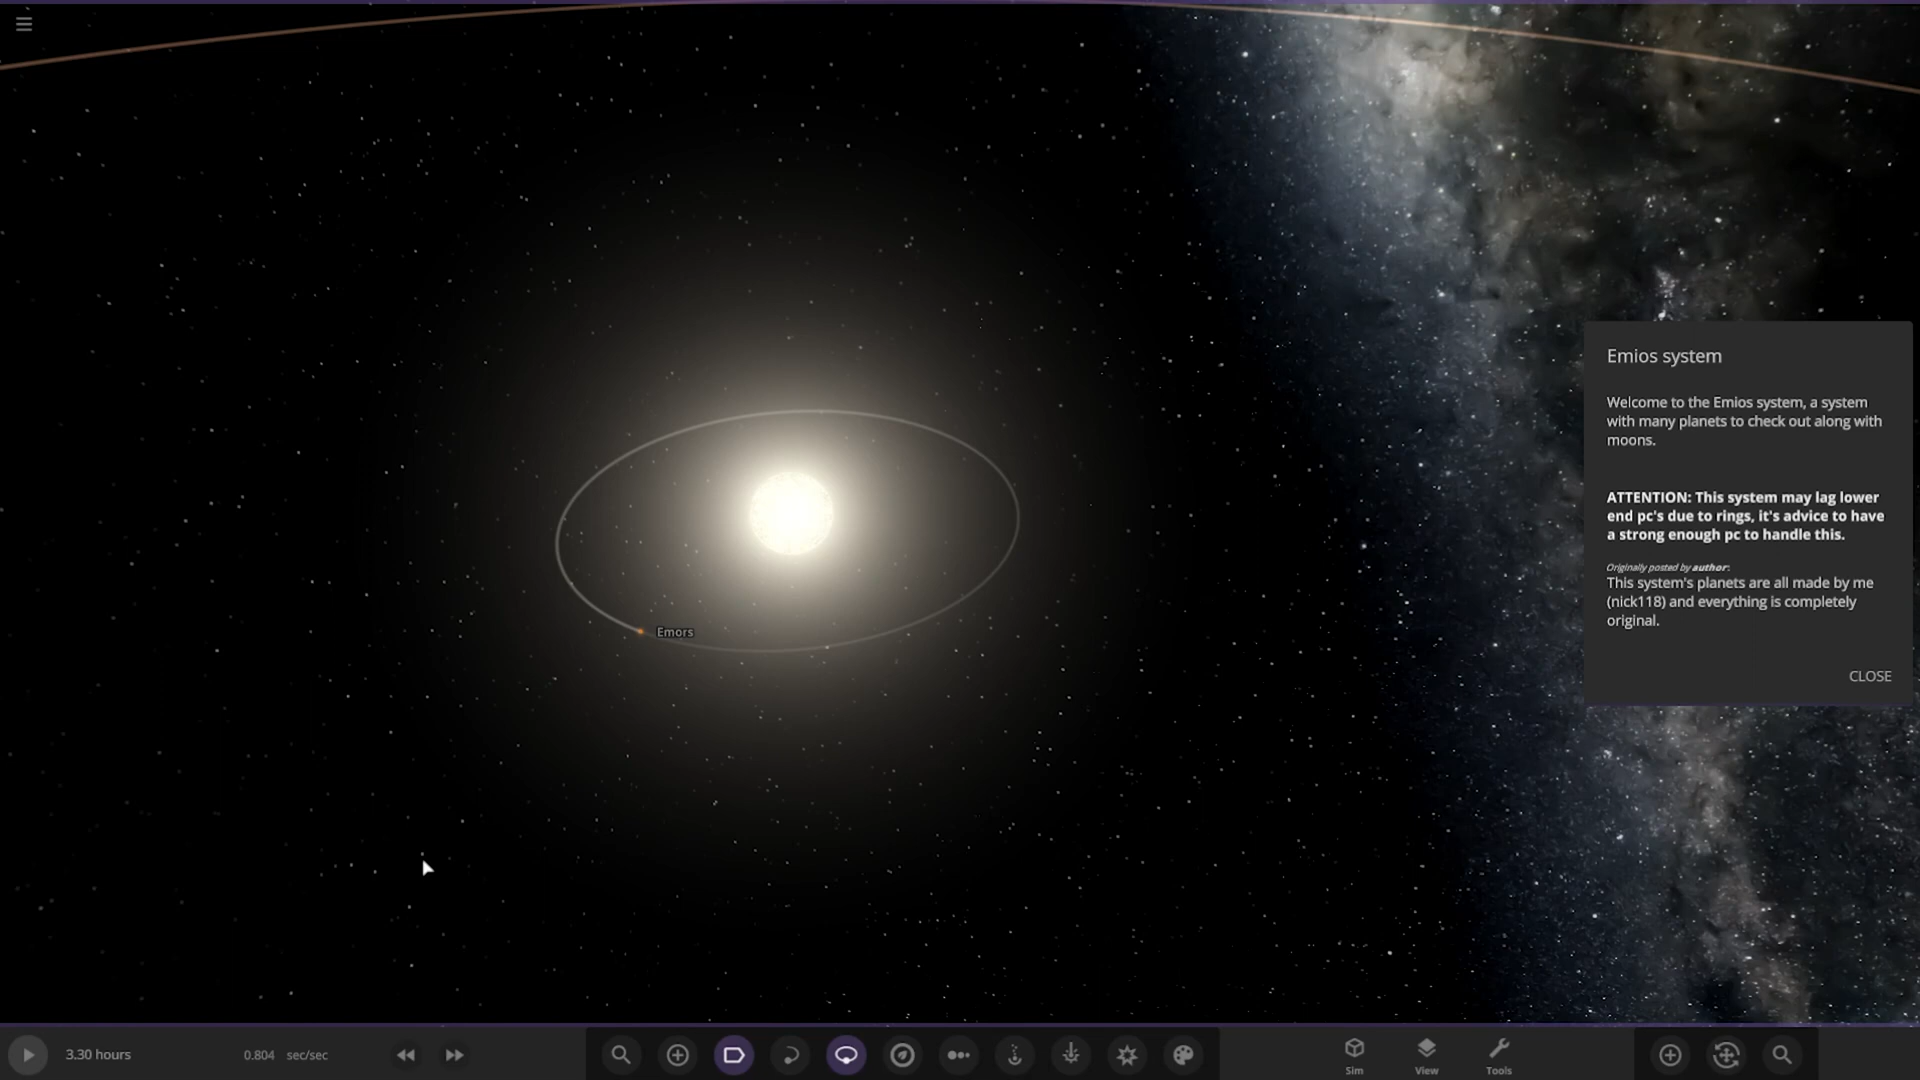 Emios system
Welcome to the Emios system, a system
with many planets to check out along with
moons.
ATTENTION: This system may lag lower
end pc's due to rings, it's advice to have
a strong enough pc to handle this.
Originally posted by author:
This system's planets are all made by me
(nick118) and everything is completely
original.
CLOSE
Emors
3.30 hours
0.804 sec/sec
Sim
View
Tools